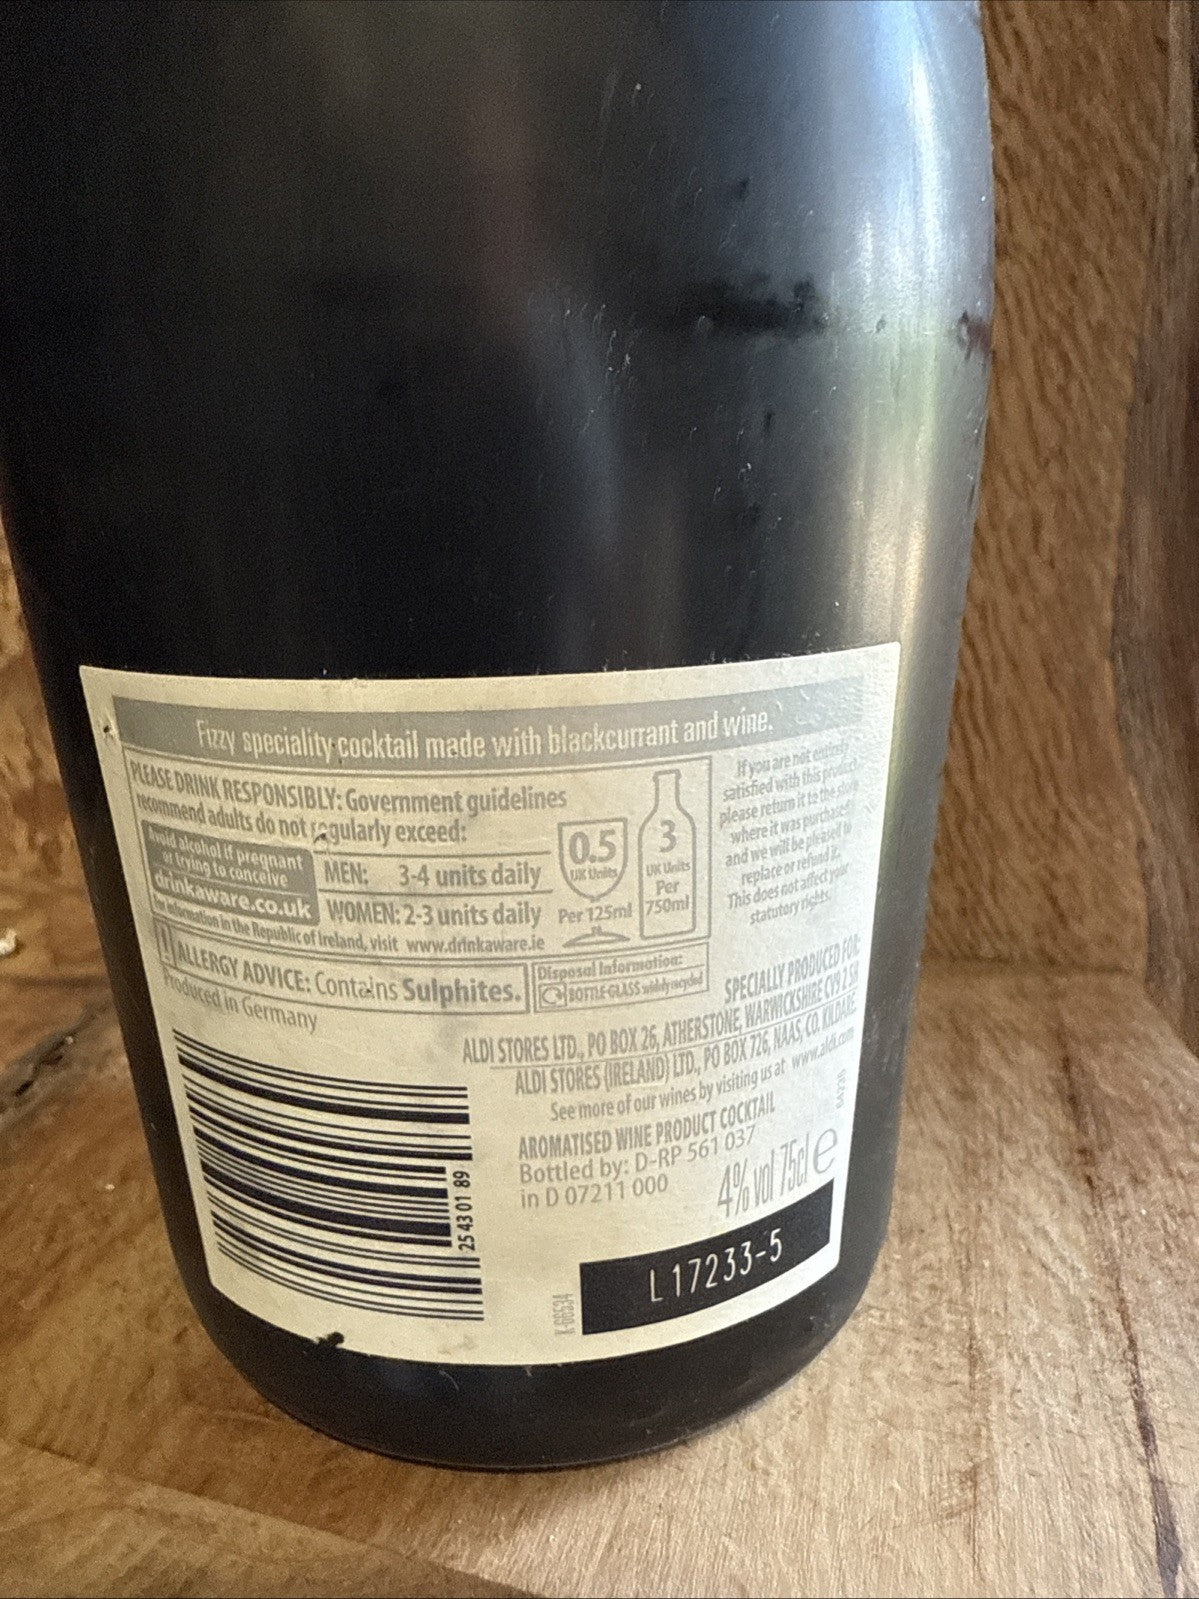 Fizzy speciality cocktail made with blackcurrant and wine.
PLEASE DRINK RESPONSIBLY: Government guidelines
recommend adults do not regularly exceed:
Avoid alcohol if pregnant
or trying to conceive
drinkaware.co.uk
MEN: 3-4 units daily
WOMEN: 2-3 units daily
for information in the Republic of Ireland, visit www.drinkaware.ie
0.5
UK Units
Per 125ml
3
UK Units
Per
750ml
If you are not entirely
satisfied with this product,
please return it to the store
where it was purchased
and we will be pleased to
replace or refund it.
This does not affect your
statutory rights.
! ALLERGY ADVICE: Contains Sulphites.
Disposal Information:
BOTTLE-GLASS widely recycled
Produced in Germany
SPECIALLY PRODUCED FOR:
ALDI STORES LTD., PO BOX 26, ATHERSTONE, WARWICKSHIRE CV9 2SH
ALDI STORES (IRELAND) LTD., PO BOX 726, NAAS, CO. KILDARE.
See more of our wines by visiting us at www.aldi.com
AROMATISED WINE PRODUCT COCKTAIL
Bottled by: D-RP 561 037
in D 07211 000
4% vol 75cl e
25 43 01 89
L17233-5